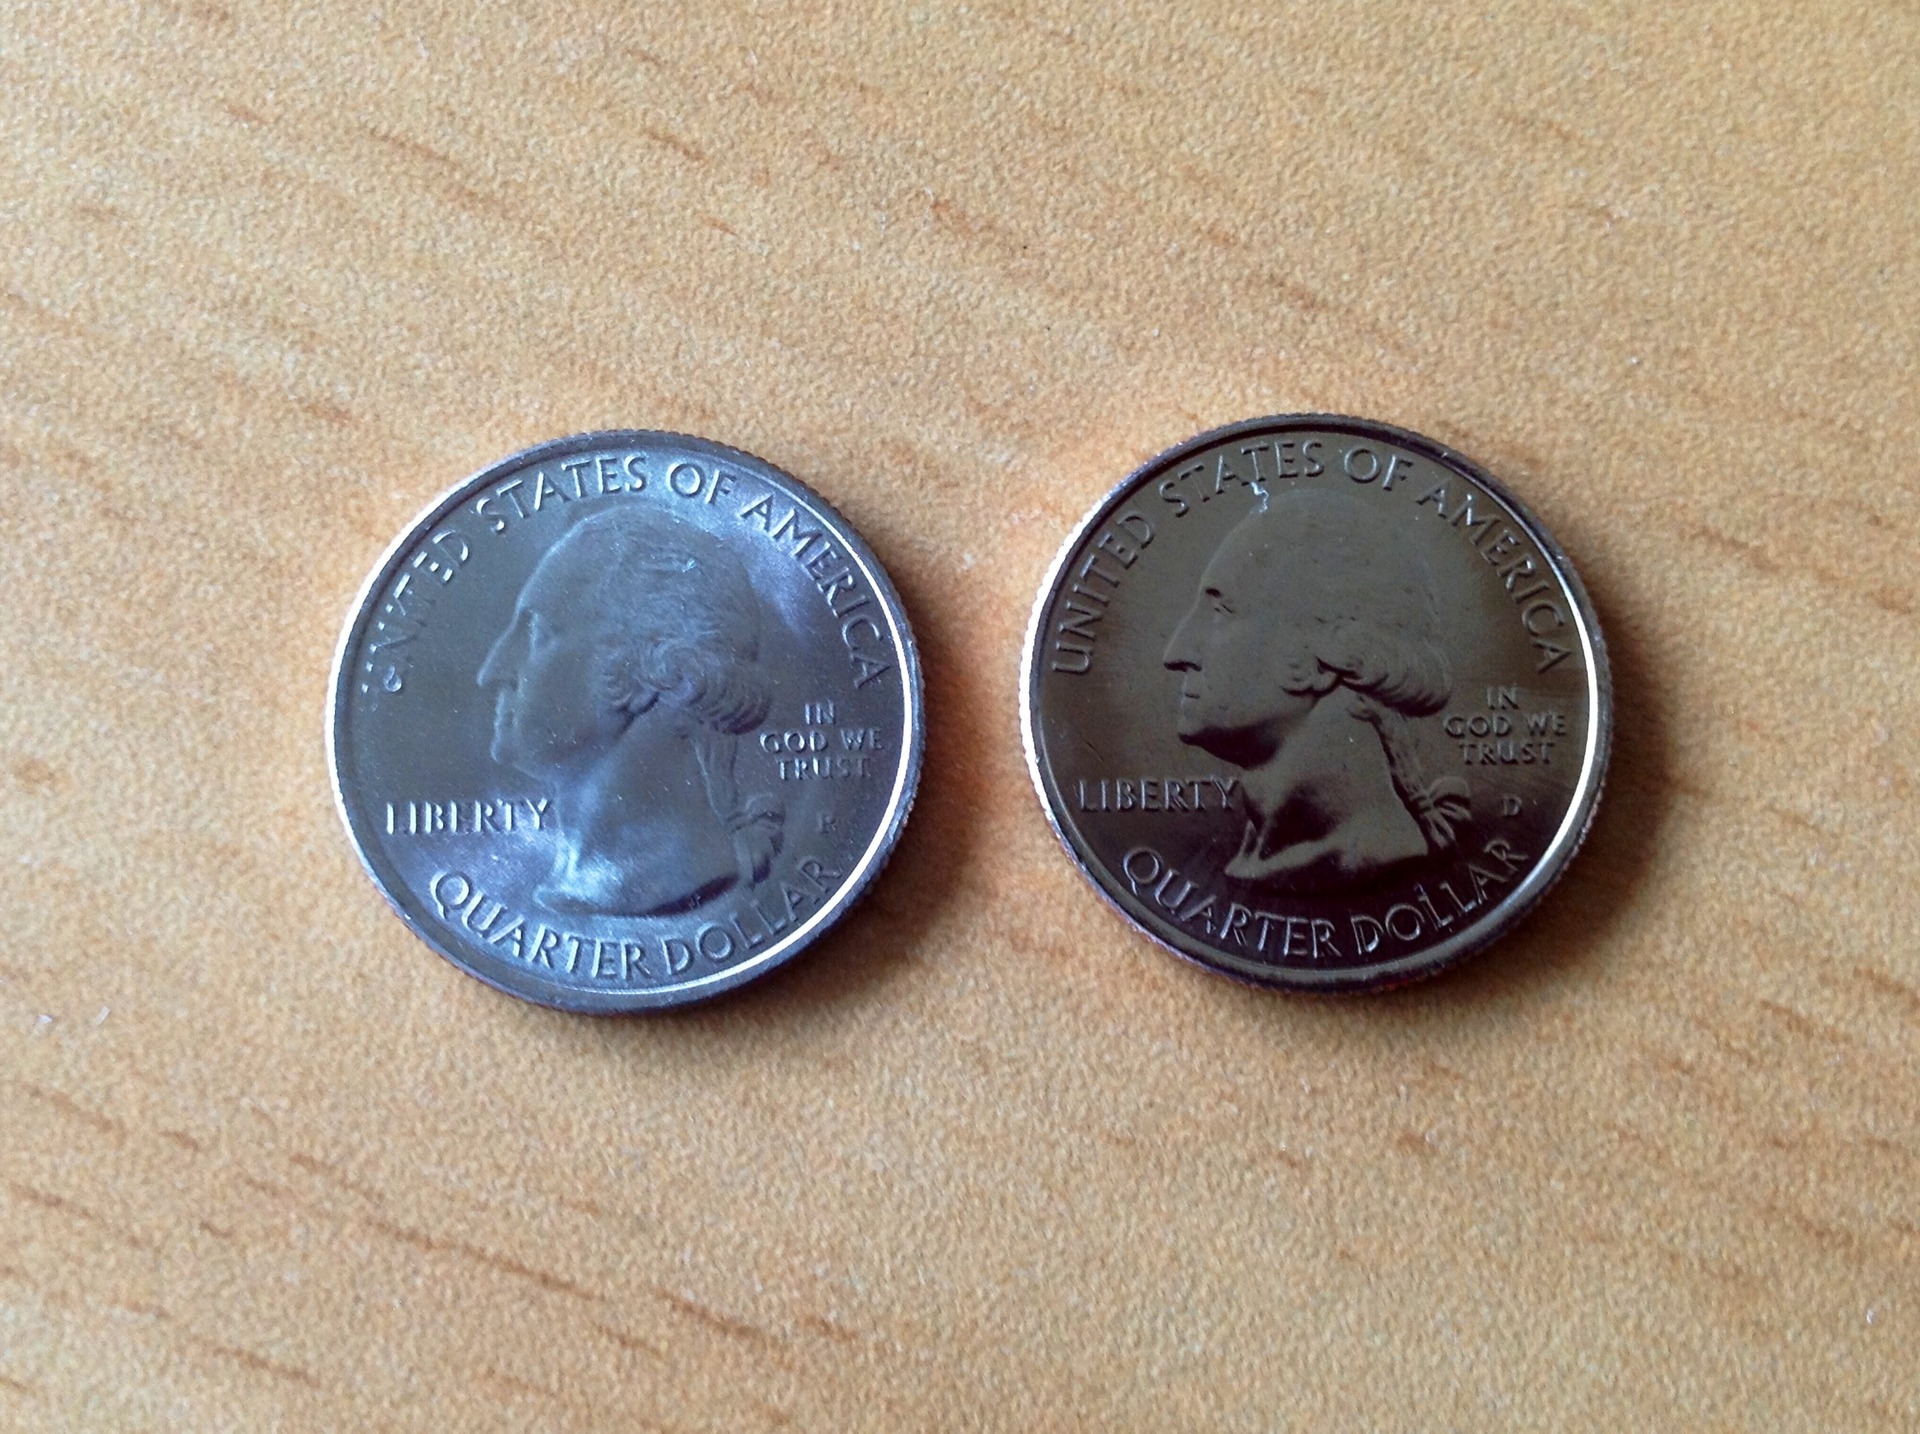 UNITED STATES OF AMERICA
IN
GOD WE
TRUST
LIBERTY
QUARTER DOLLAR
UNITED STATES OF AMERICA
IN
GOD WE
TRUST
LIBERTY
D
QUARTER DOLLAR